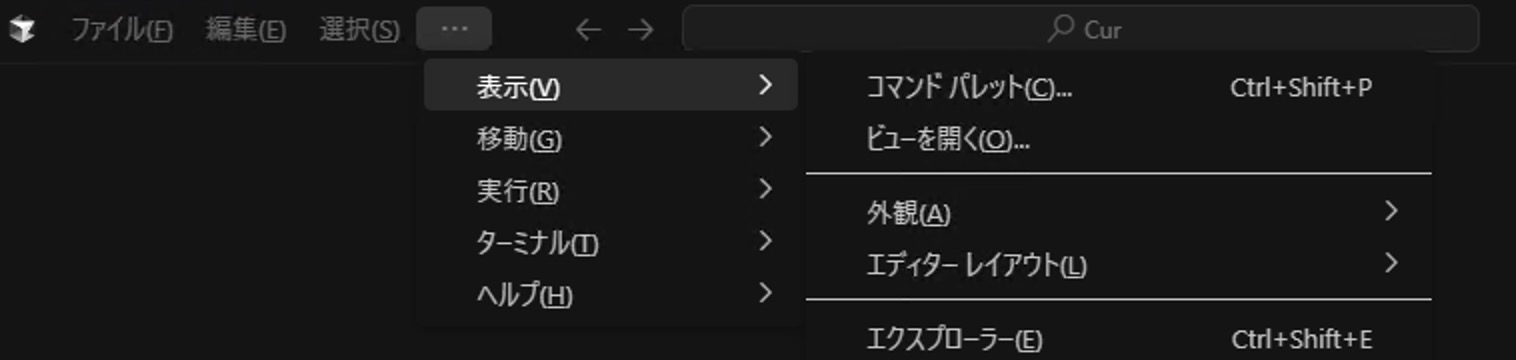 ファイル(F) 編集(E) 選択(S) ... Cur
表示(V)
移動(G)
実行(R)
ターミナル(T)
ヘルプ(H)
コマンド パレット(C)... Ctrl+Shift+P
ビューを開く(O)...
外観(A)
エディター レイアウト(L)
エクスプローラー(E) Ctrl+Shift+E